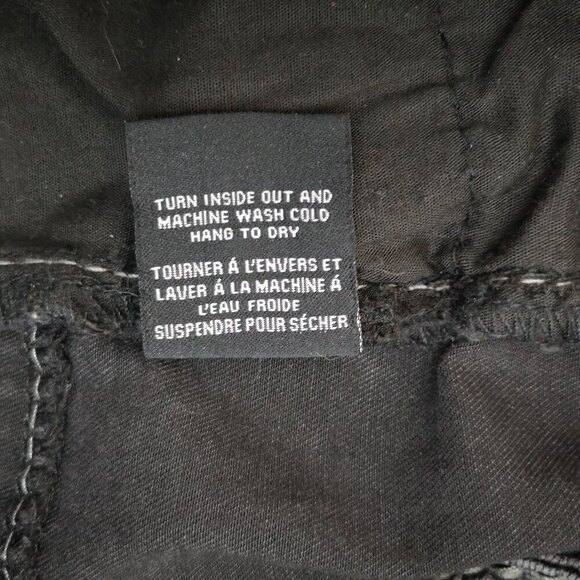 TURN INSIDE OUT AND
MACHINE WASH COLD
HANG TO DRY
TOURNER Á L'ENVERS ET
LAVER Á LA MACHINE Á
L'EAU FROIDE
SUSPENDRE POUR SÉCHER